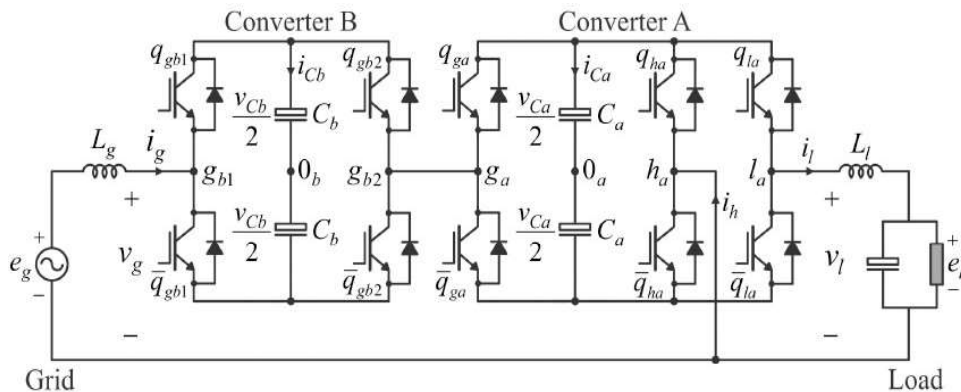 Converter B Converter A
q_gb1 i_Cb q_gb2 q_ga i_Ca q_ha q_la
v_Cb/2 C_b v_Ca/2 C_a
L_g i_g i_l L_l
g_b1 0_b g_b2 g_a 0_a h_a l_a
+ i_h +
v_Cb/2 C_b v_Ca/2 C_a
+ e_g − v_g v_l + −
q̅_gb1 q̅_gb2 q̅_ga q̅_ha q̅_la
− −
Grid Load